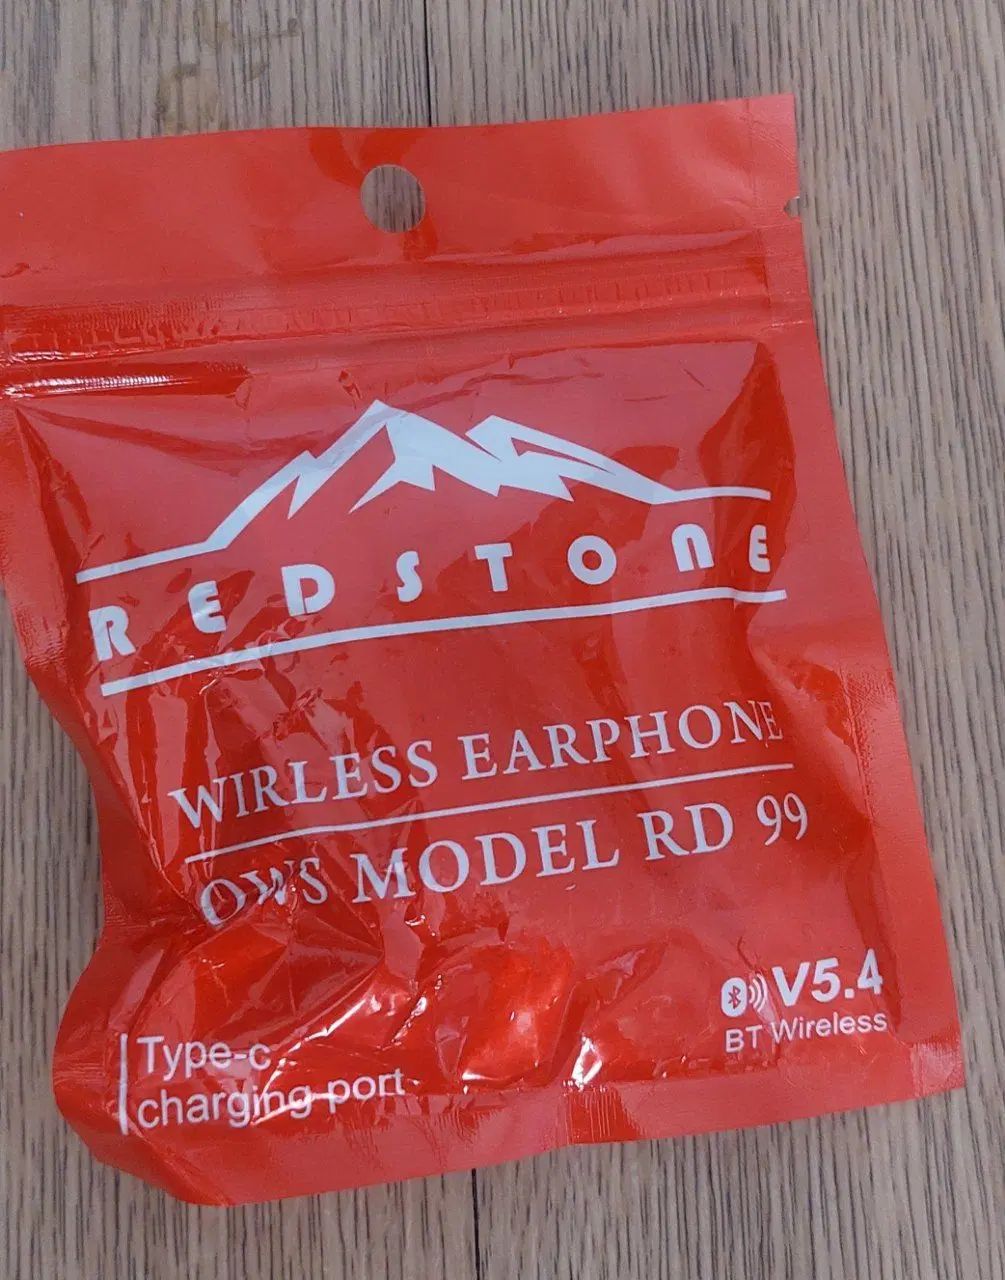 REDSTONE
WIRLESS EARPHONE
OWS MODEL RD 99
V5.4
BT Wireless
Type-c
charging port